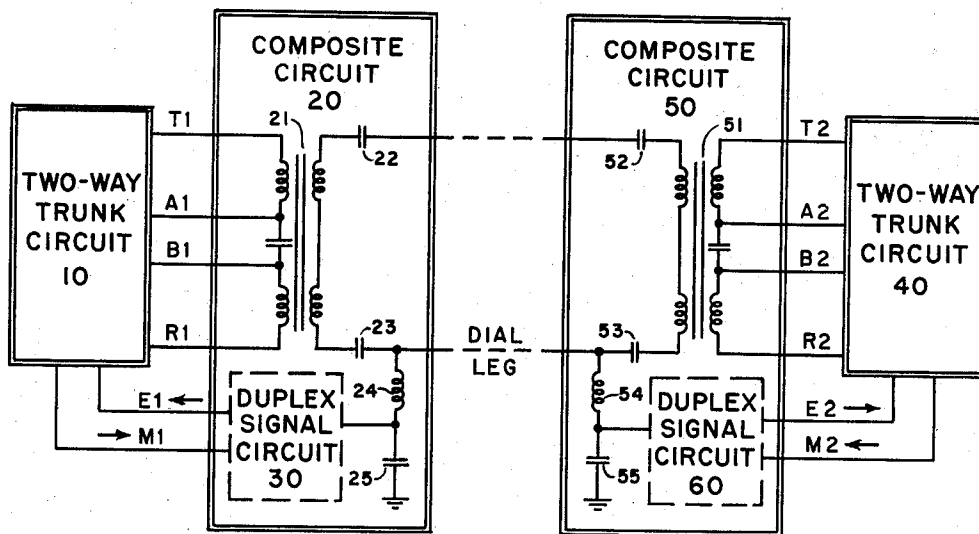 COMPOSITE
CIRCUIT
20
21
22
T1
A1
B1
R1
TWO-WAY
TRUNK
CIRCUIT
10
23
24
25
E1
M1
DUPLEX
SIGNAL
CIRCUIT
30
DIAL
LEG
COMPOSITE
CIRCUIT
50
51
52
53
54
55
DUPLEX
SIGNAL
CIRCUIT
60
T2
A2
B2
R2
E2
M2
TWO-WAY
TRUNK
CIRCUIT
40